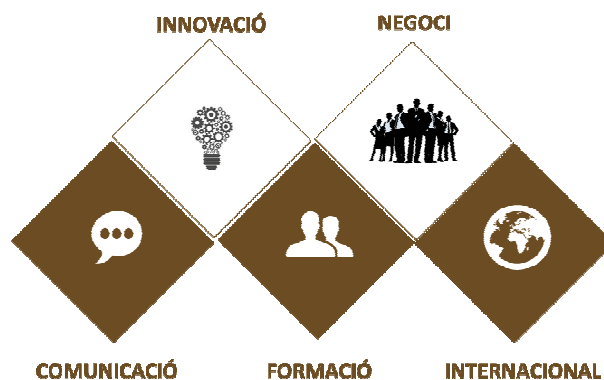 INNOVACIÓ
NEGOCI
COMUNICACIÓ
FORMACIÓ
INTERNACIONAL